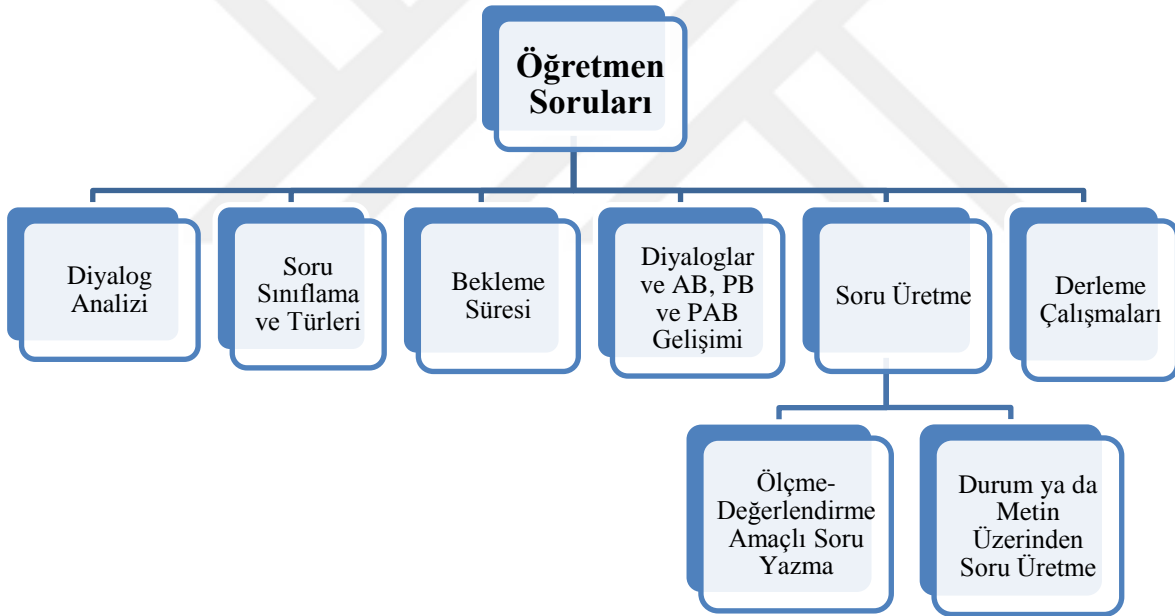 Öğretmen
Soruları
Diyalog
Analizi
Soru
Sınıflama
ve Türleri
Bekleme
Süresi
Diyaloglar
ve AB, PB
ve PAB
Gelişimi
Soru Üretme
Derleme
Çalışmaları
Ölçme-
Değerlendirme
Amaçlı Soru
Yazma
Durum ya da
Metin
Üzerinden
Soru Üretme